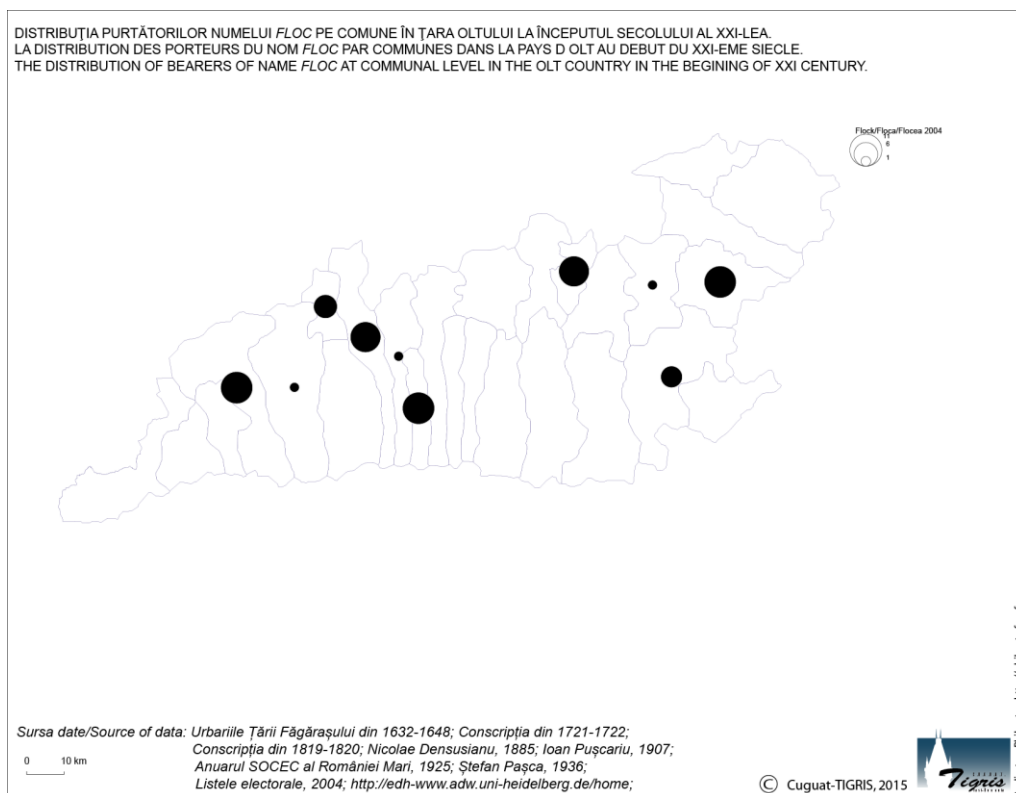 DISTRIBUŢIA PURTĂTORILOR NUMELUI FLOC PE COMUNE ÎN ŢARA OLTULUI LA ÎNCEPUTUL SECOLULUI AL XXI-LEA.
LA DISTRIBUTION DES PORTEURS DU NOM FLOC PAR COMMUNES DANS LA PAYS D OLT AU DEBUT DU XXI-EME SIECLE.
THE DISTRIBUTION OF BEARERS OF NAME FLOC AT COMMUNAL LEVEL IN THE OLT COUNTRY IN THE BEGINING OF XXI CENTURY.
Flock/Floca/Flocea 2004
11
6
1
Sursa date/Source of data: Urbariile Țării Făgărașului din 1632-1648; Conscripția din 1721-1722;
Conscripția din 1819-1820; Nicolae Densusianu, 1885; Ioan Pușcariu, 1907;
Anuarul SOCEC al României Mari, 1925; Ștefan Pașca, 1936;
Listele electorale, 2004; http://edh-www.adw.uni-heidelberg.de/home;
0 10 km
© Cuguat-TIGRIS, 2015
Tigris